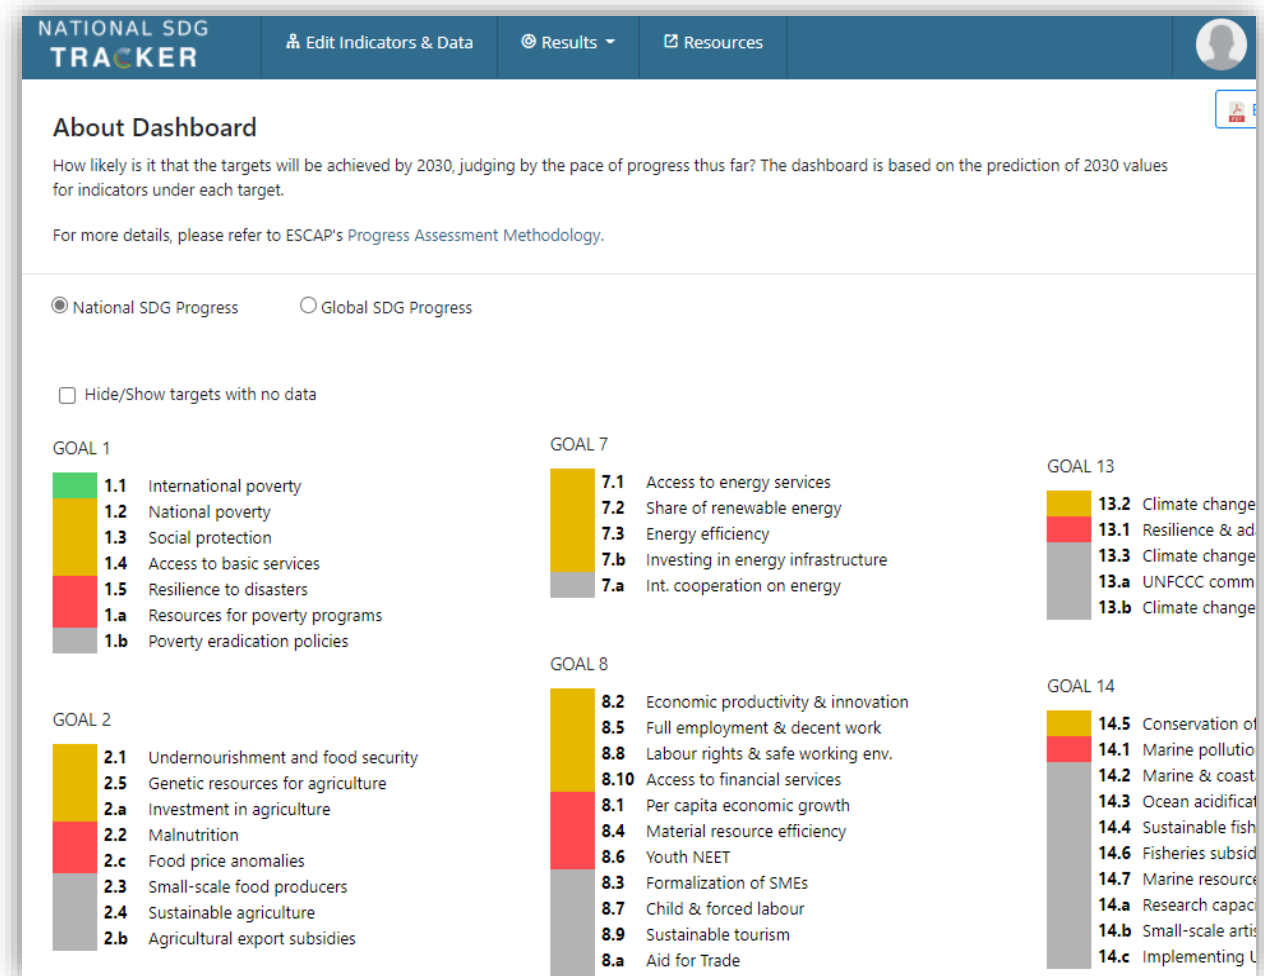 NATIONAL SDG
TRACKER
Edit Indicators & Data
Results
Resources
PDF
About Dashboard
How likely is it that the targets will be achieved by 2030, judging by the pace of progress thus far? The dashboard is based on the prediction of 2030 values
for indicators under each target.
For more details, please refer to ESCAP's Progress Assessment Methodology.
National SDG Progress
Global SDG Progress
Hide/Show targets with no data
GOAL 1
1.1 International poverty
1.2 National poverty
1.3 Social protection
1.4 Access to basic services
1.5 Resilience to disasters
1.a Resources for poverty programs
1.b Poverty eradication policies
GOAL 2
2.1 Undernourishment and food security
2.5 Genetic resources for agriculture
2.a Investment in agriculture
2.2 Malnutrition
2.c Food price anomalies
2.3 Small-scale food producers
2.4 Sustainable agriculture
2.b Agricultural export subsidies
GOAL 7
7.1 Access to energy services
7.2 Share of renewable energy
7.3 Energy efficiency
7.b Investing in energy infrastructure
7.a Int. cooperation on energy
GOAL 8
8.2 Economic productivity & innovation
8.5 Full employment & decent work
8.8 Labour rights & safe working env.
8.10 Access to financial services
8.1 Per capita economic growth
8.4 Material resource efficiency
8.6 Youth NEET
8.3 Formalization of SMEs
8.7 Child & forced labour
8.9 Sustainable tourism
8.a Aid for Trade
GOAL 13
13.2 Climate change
13.1 Resilience &
13.3 Climate change
13.a UNFCCC
13.b Climate change
GOAL 14
14.5 Conservation of
14.1 Marine
14.2 Marine &
14.3 Ocean
14.4 Sustainable
14.6 Fisheries
14.7 Marine
14.a Research
14.b Small-scale
14.c Implementing